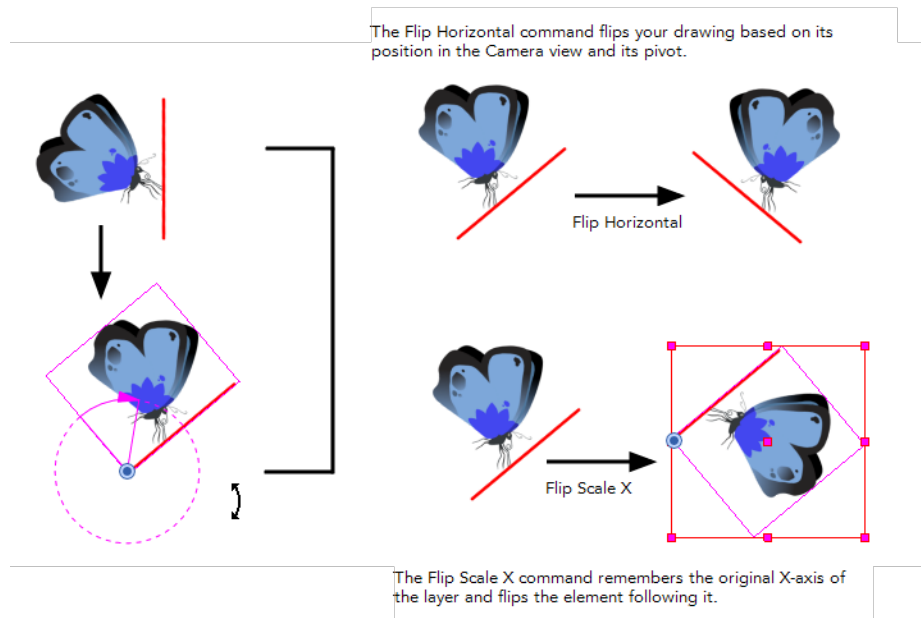 The Flip Horizontal command flips your drawing based on its
position in the Camera view and its pivot.
Flip Horizontal
Flip Scale X
The Flip Scale X command remembers the original X-axis of
the layer and flips the element following it.